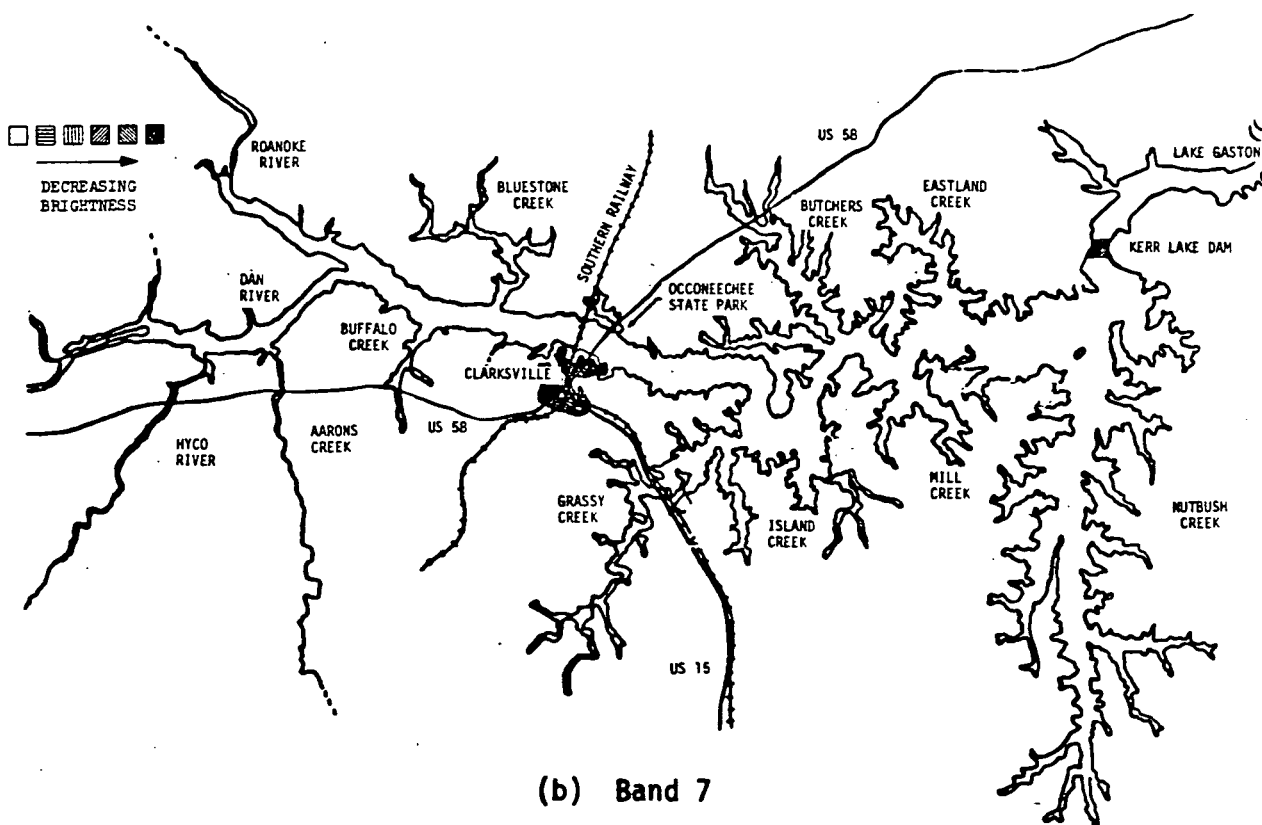 US 58
ROANOKE
RIVER
LAKE GASTON
DECREASING
BRIGHTNESS
BLUESTONE
CREEK
SOUTHERN RAILWAY
EASTLAND
CREEK
BUTCHERS
CREEK
KERR LAKE DAM
DAN
RIVER
OCCONEECHEE
STATE PARK
BUFFALO
CREEK
CLARKSVILLE
US 58
HYCO
RIVER
AARONS
CREEK
GRASSY
CREEK
ISLAND
CREEK
MILL
CREEK
NUTBUSH
CREEK
US 15
(b) Band 7